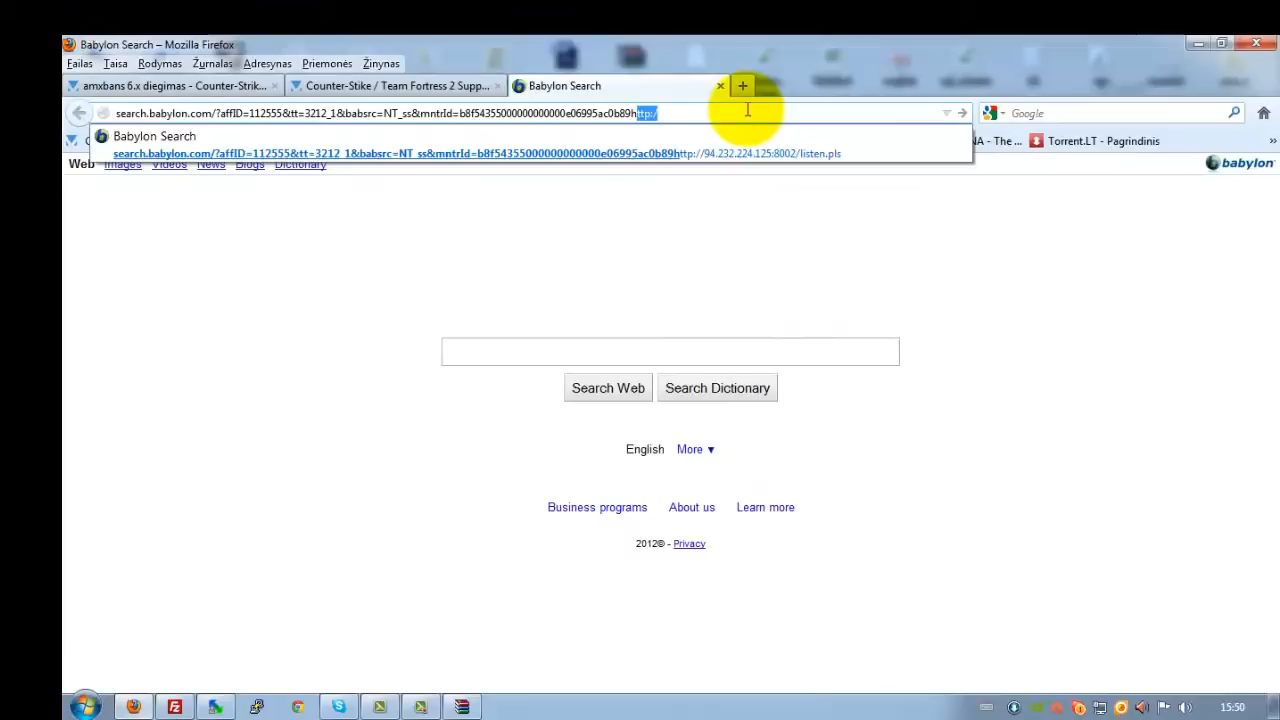 Babylon Search – Mozilla Firefox
Failas Taisa Rodymas Žurnalas Adresynas Priemonės Žinynas
amxbans 6.x diegimas - Counter-Strik... Counter-Stike / Team Fortress 2 Supp... Babylon Search
search.babylon.com/?affID=112555&tt=3212_1&babsrc=NT_ss&mntrId=b8f54355000000000000e06995ac0b89http:/ Google
Babylon Search
search.babylon.com/?affID=112555&tt=3212_1&babsrc=NT_ss&mntrId=b8f54355000000000000e06995ac0b89http://94.232.224.125:8002/listen.pls
NA - The ... Torrent.LT - Pagrindinis
Web Images Videos News Blogs Dictionary babylon
Search Web Search Dictionary
English More ▼
Business programs About us Learn more
2012© - Privacy
15:50